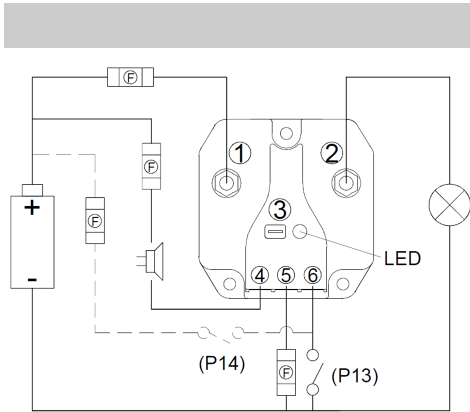 F
① ②
F
③
F
+
-
LED
④ ⑤ ⑥
(P14)
F
(P13)